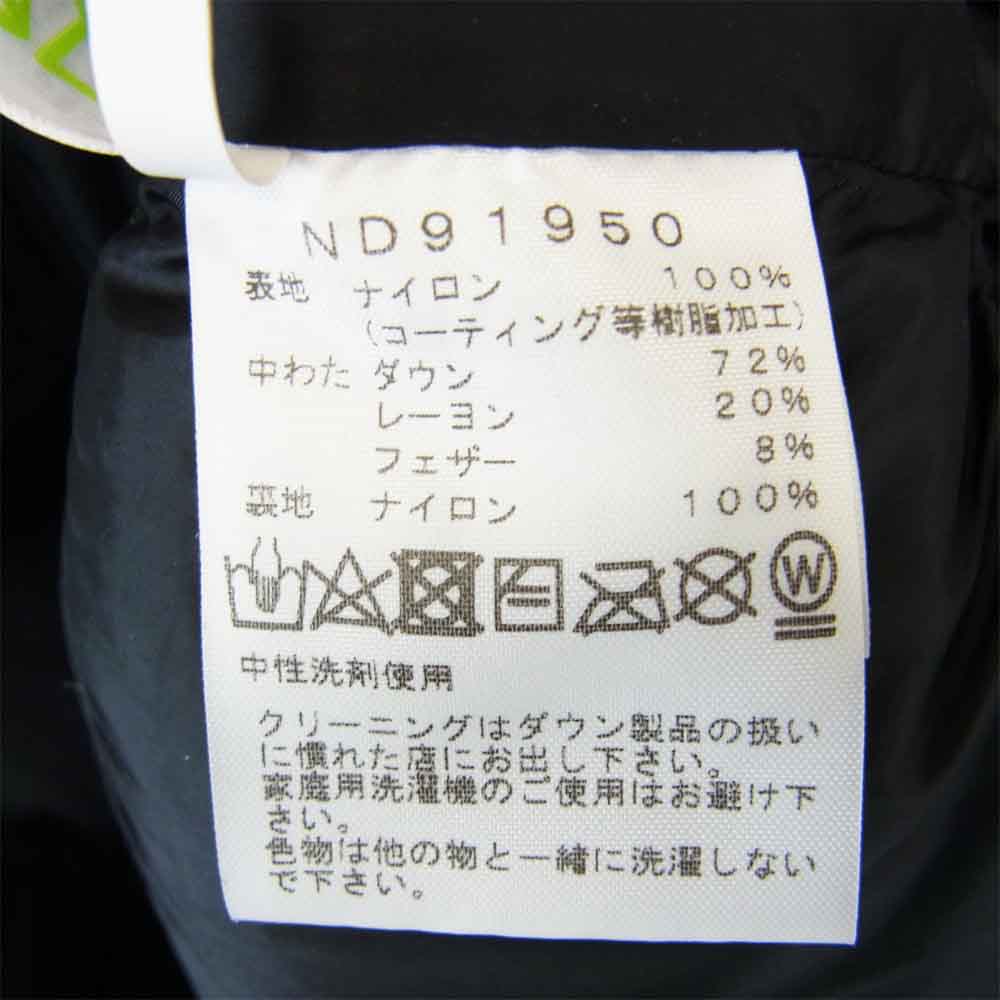 ND91950
表地 ナイロン 100%
(コーティング等樹脂加工)
中わた ダウン 72%
レーヨン 20%
フェザー 8%
裏地 ナイロン 100%
W
中性洗剤使用
クリーニングはダウン製品の扱い
に慣れた店にお出し下さい。
家庭用洗濯機のご使用はお避け下
さい。
色物は他の物と一緒に洗濯しない
で下さい。